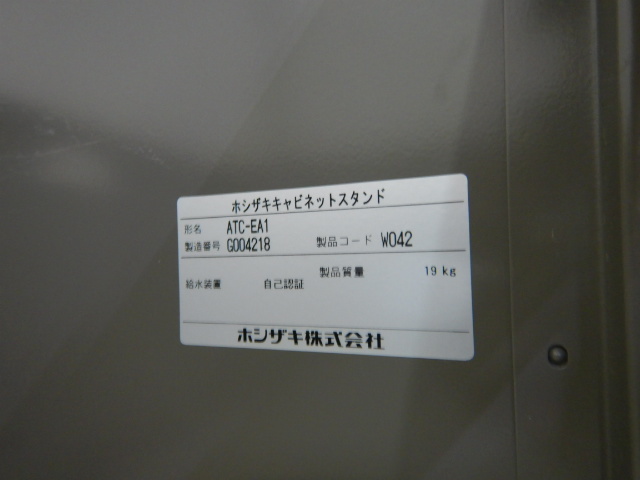 ホシザキキャビネットスタンド
形名 ATC-EA1
製造番号 G004218 製品コード W042
製品質量 19 kg
給水装置 自己認証
ホシザキ株式会社